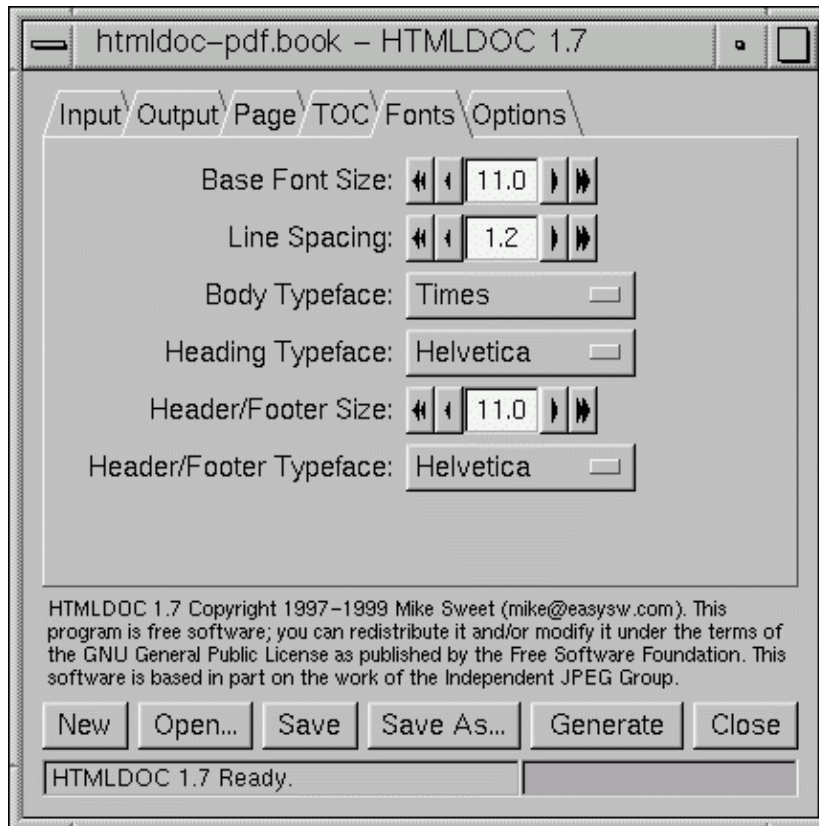 htmldoc–pdf.book – HTMLDOC 1.7
Input Output Page TOC Fonts Options
Base Font Size: 11.0
Line Spacing: 1.2
Body Typeface: Times
Heading Typeface: Helvetica
Header/Footer Size: 11.0
Header/Footer Typeface: Helvetica
HTMLDOC 1.7 Copyright 1997–1999 Mike Sweet (mike@easysw.com). This
program is free software; you can redistribute it and/or modify it under the terms of
the GNU General Public License as published by the Free Software Foundation. This
software is based in part on the work of the Independent JPEG Group.
New Open... Save Save As... Generate Close
HTMLDOC 1.7 Ready.